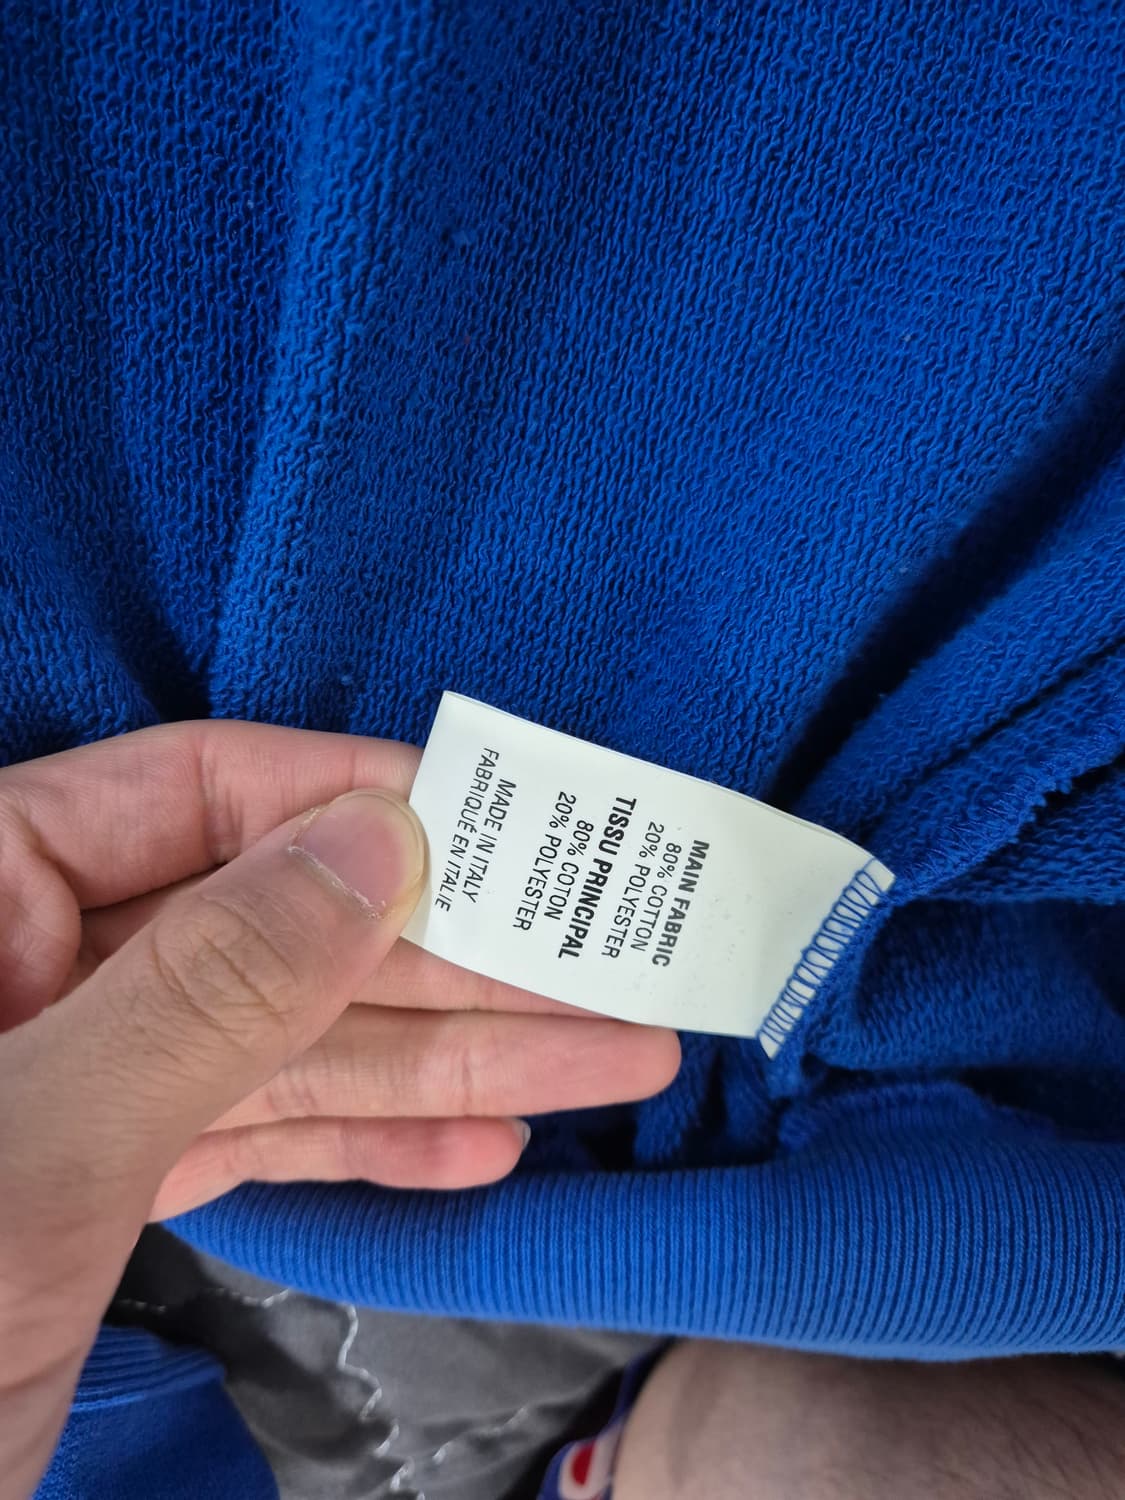 MAIN FABRIC
80% COTTON
20% POLYESTER
TISSU PRINCIPAL
80% COTON
20% POLYESTER
MADE IN ITALY
FABRIQUÉ EN ITALIE